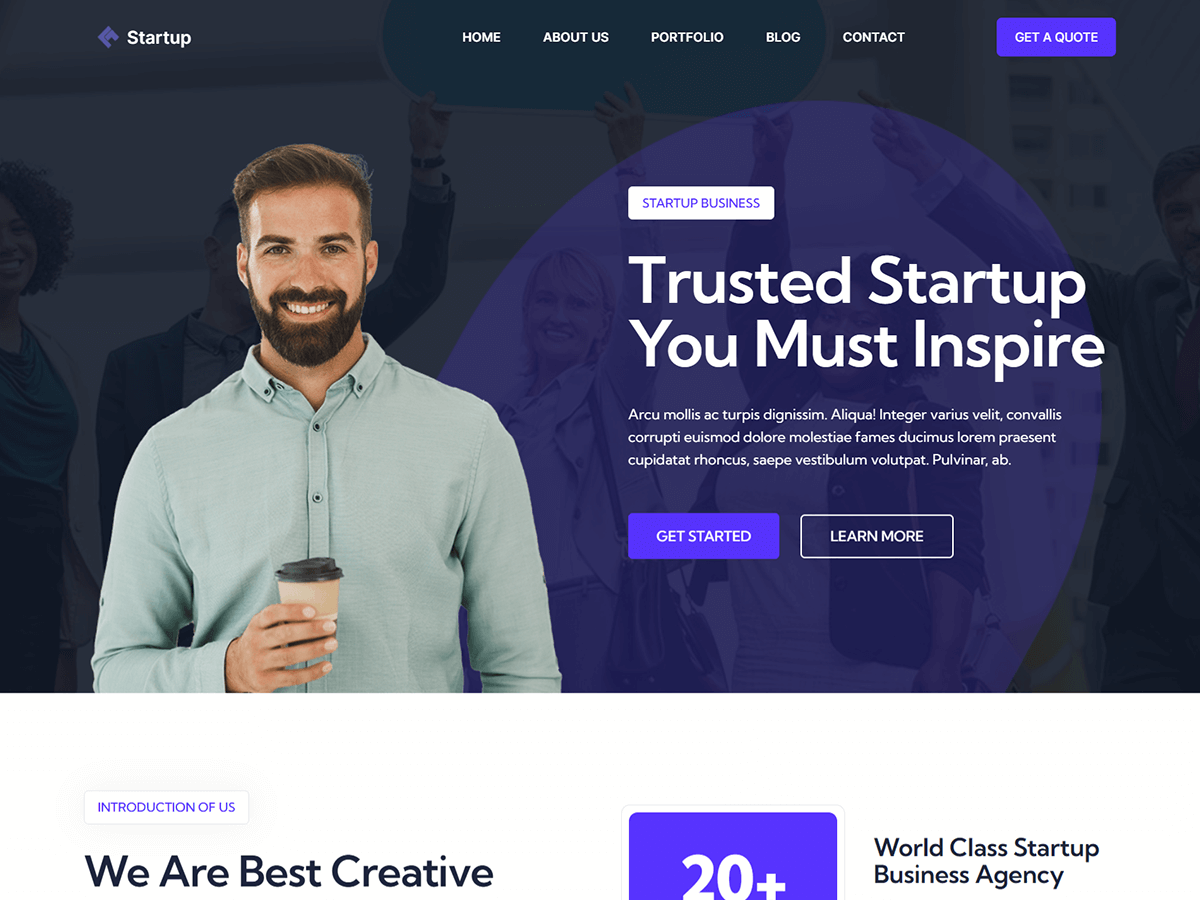 Startup
HOME
ABOUT US
PORTFOLIO
BLOG
CONTACT
GET A QUOTE
STARTUP BUSINESS
Trusted Startup
You Must Inspire
Arcu mollis ac turpis dignissim. Aliqua! Integer varius velit, convallis
corrupti euismod dolore molestiae fames ducimus lorem praesent
cupidatat rhoncus, saepe vestibulum volutpat. Pulvinar, ab.
GET STARTED
LEARN MORE
INTRODUCTION OF US
We Are Best Creative
20+
World Class Startup
Business Agency